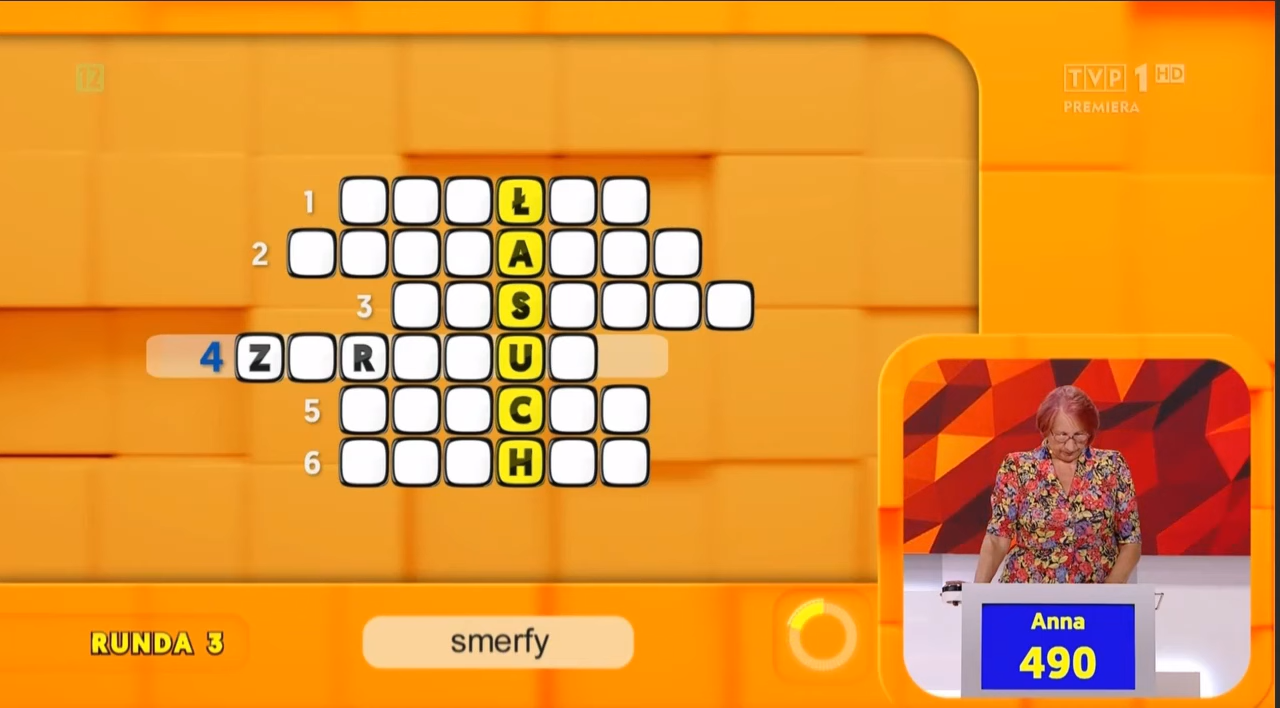 12
TVP 1 HD
PREMIERA
1 Ł
2 A
3 S
4 Z R U
5 C
6 H
RUNDA 3
smerfy
Anna
490